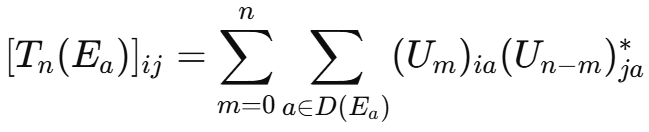 [T_n(E_a)]_{ij} = \sum_{m=0}^{n} \sum_{a \in D(E_a)} (U_m)_{ia} (U_{n-m})^*_{ja}